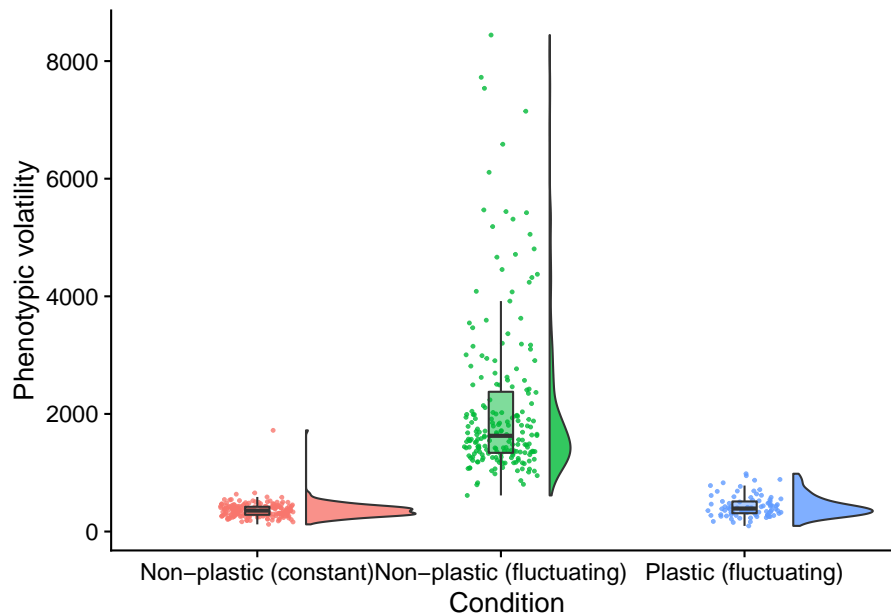 Phenotypic volatility
8000
6000
4000
2000
0
Non−plastic (constant)
Non−plastic (fluctuating)
Plastic (fluctuating)
Condition